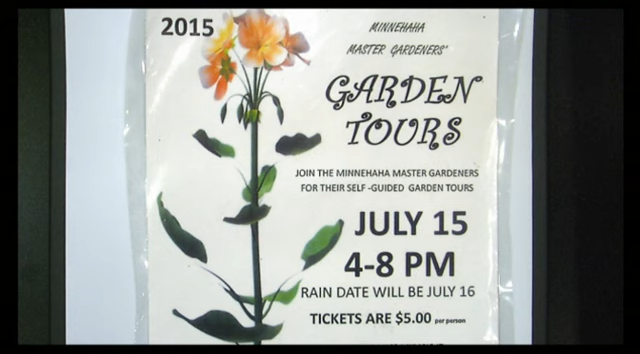 2015
MINNEHAHA
MASTER GARDENERS'
GARDEN
TOURS
JOIN THE MINNEHAHA MASTER GARDENERS
FOR THEIR SELF -GUIDED GARDEN TOURS
JULY 15
4-8 PM
RAIN DATE WILL BE JULY 16
TICKETS ARE $5.00 per person